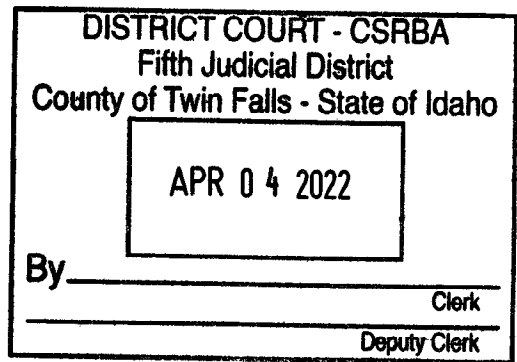 DISTRICT COURT - CSRBA
Fifth Judicial District
County of Twin Falls - State of Idaho
APR 04 2022
By
Clerk
Deputy Clerk